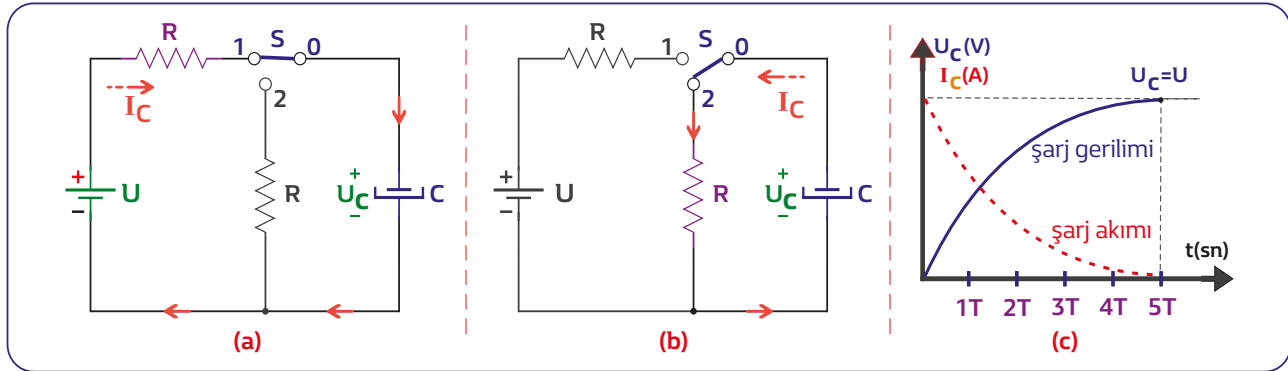 R
1
S
0
I_C
2
+
U
−
R
+
U_C
−
C
(a)
R
1
S
0
2
I_C
+
U
−
R
+
U_C
−
C
(b)
U_C(V)
I_C(A)
U_C=U
şarj gerilimi
şarj akımı
t(sn)
1T 2T 3T 4T 5T
(c)